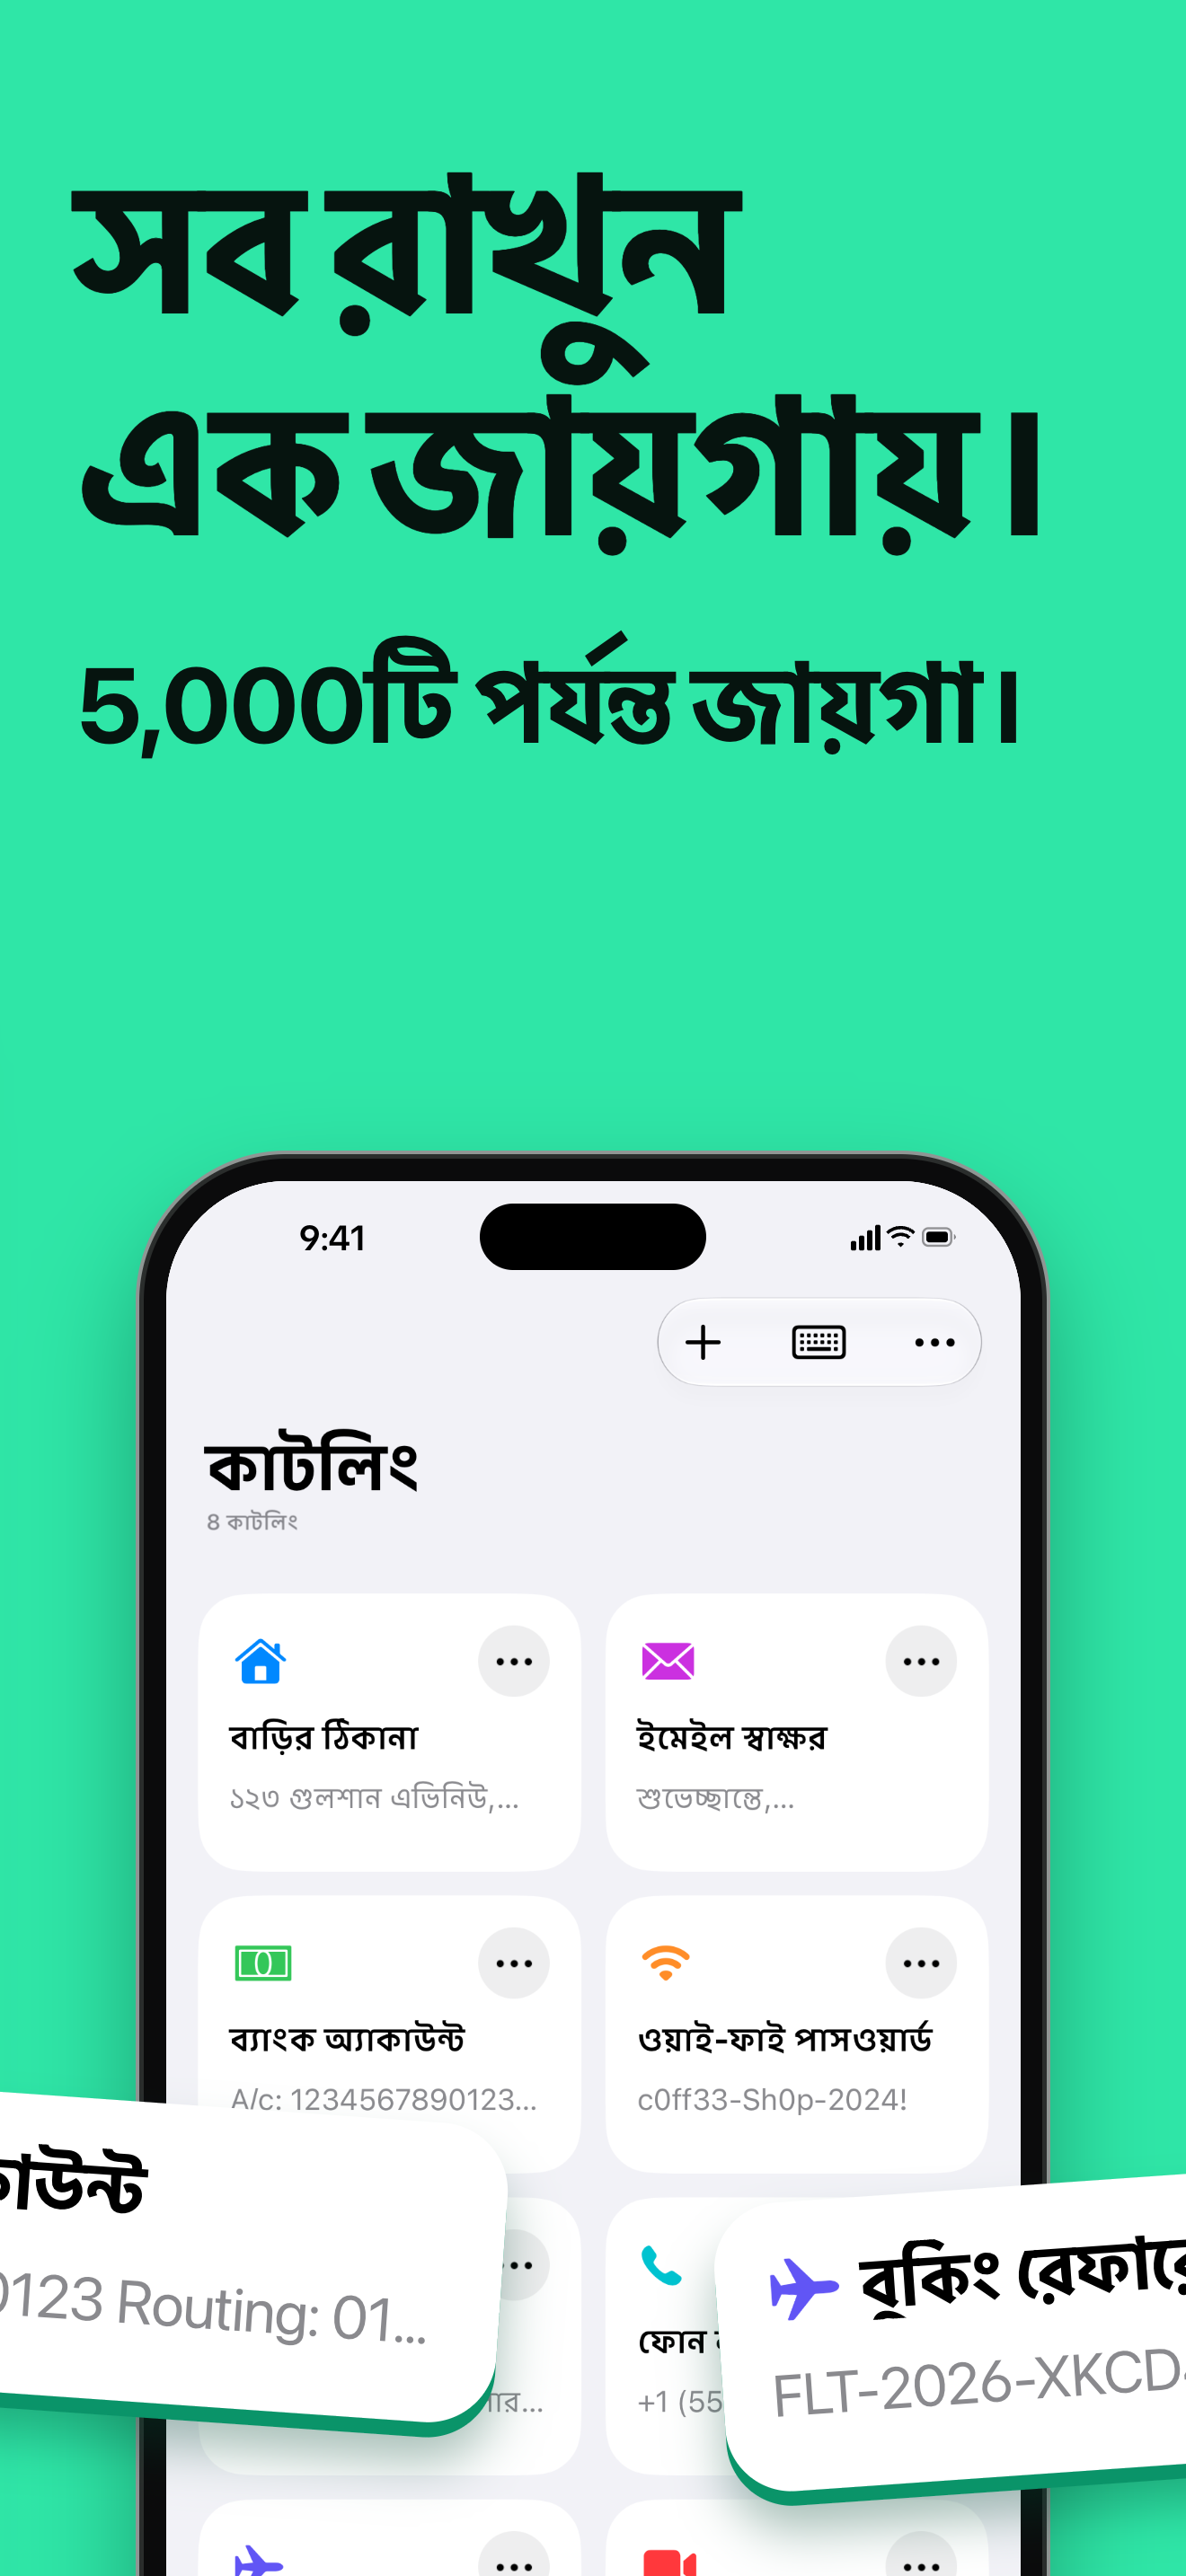 সব রাখুন
এক জায়গায়।
5,000টি পর্যন্ত জায়গা।
9:41
কাটলিং
8 কাটলিং
বাড়ির ঠিকানা
১২৩ গুলশান এভিনিউ,...
ইমেইল স্বাক্ষর
শুভেচ্ছান্তে,...
ব্যাংক অ্যাকাউন্ট
A/c: 1234567890123...
ওয়াই-ফাই পাসওয়ার্ড
c0ff33-Sh0p-2024!
কাউন্ট
0123 Routing: 01...
ফোন
+1 (55
বুকিং
FLT-2026-XKCD